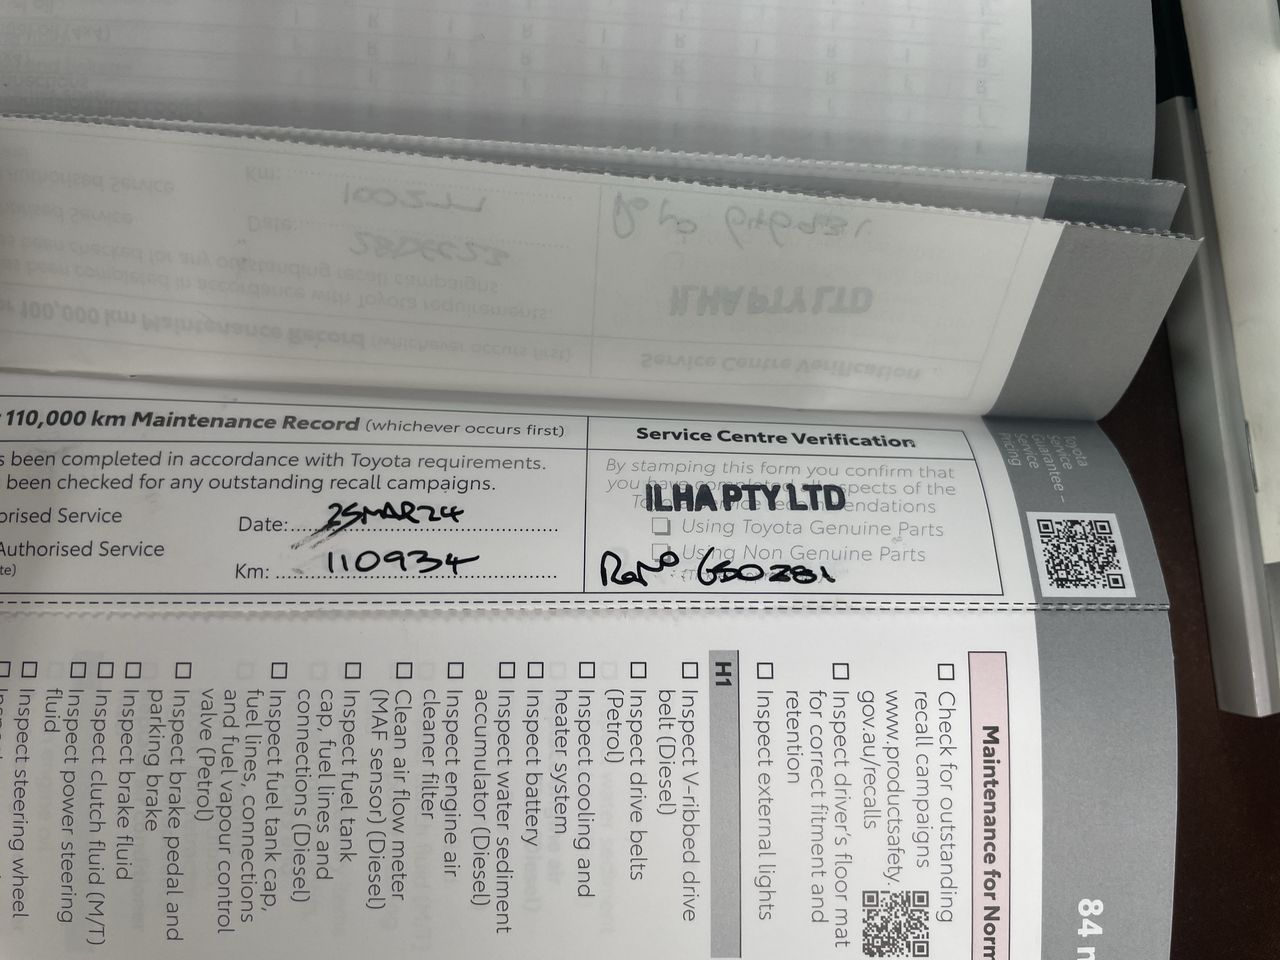 110,000 km Maintenance Record (whichever occurs first)
s been completed in accordance with Toyota requirements.
been checked for any outstanding recall campaigns.
orised Service
Date: 25MAR24
Authorised Service
te)
Km: 110934
Service Centre Verification
By stamping this form you confirm that
you have completed all aspects of the
ILHA PTY LTD
Using Toyota Genuine Parts
Using Non Genuine Parts
Toyota
Service
Guarantee –
Service
Pricing
84 m
Maintenance for Norm
Check for outstanding
recall campaigns
www.productsafety.
gov.au/recalls
Inspect driver's floor mat
for correct fitment and
retention
Inspect external lights
H1
Inspect V-ribbed drive
belt (Diesel)
Inspect drive belts
(Petrol)
Inspect cooling and
heater system
Inspect battery
Inspect water sediment
accumulator (Diesel)
Inspect engine air
cleaner filter
Clean air flow meter
(MAF sensor) (Diesel)
Inspect fuel tank
cap, fuel lines and
connections (Diesel)
Inspect fuel tank cap,
fuel lines, connections
and fuel vapour control
valve (Petrol)
Inspect brake pedal and
parking brake
Inspect brake fluid
Inspect clutch fluid (M/T)
Inspect power steering
fluid
Inspect steering wheel